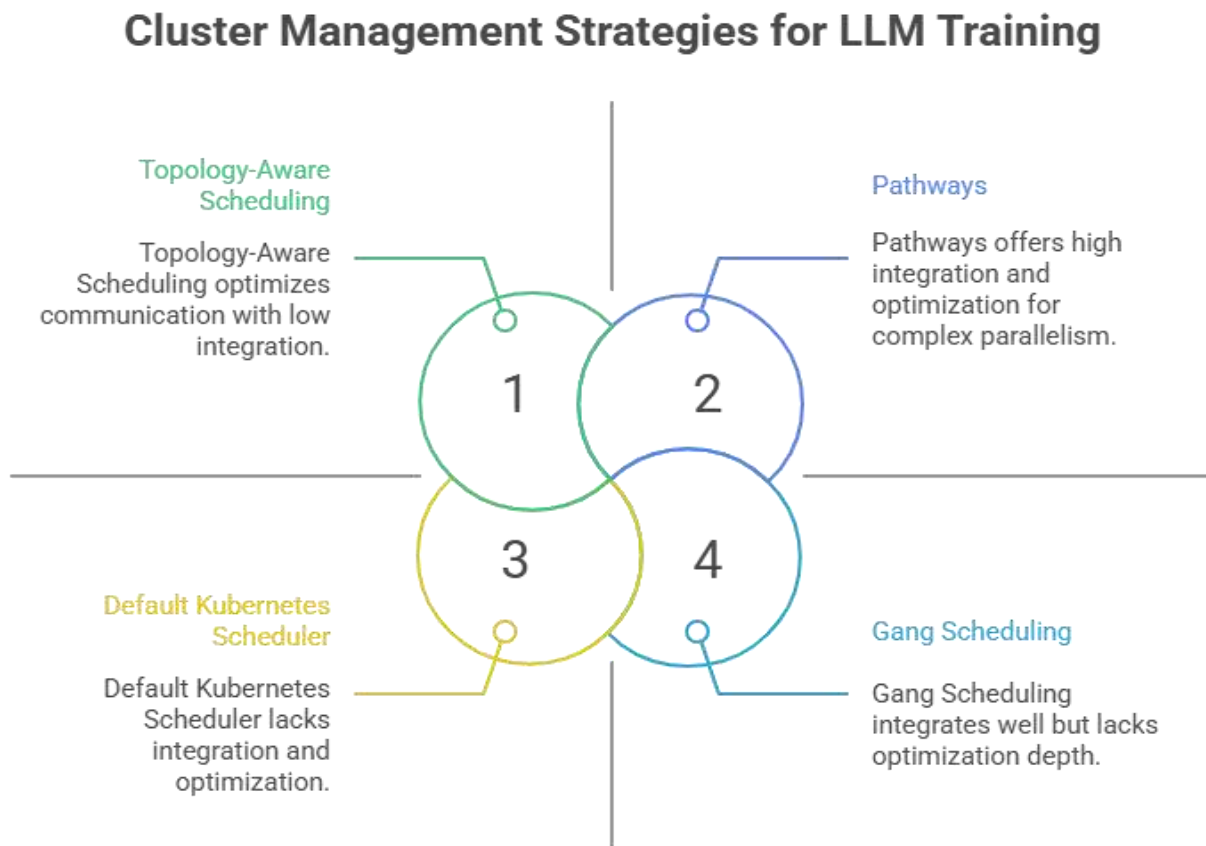 Cluster Management Strategies for LLM Training
Topology-Aware
Scheduling
Topology-Aware
Scheduling optimizes
communication with low
integration.
Pathways
Pathways offers high
integration and
optimization for
complex parallelism.
1
2
3
4
Default Kubernetes
Scheduler
Default Kubernetes
Scheduler lacks
integration and
optimization.
Gang Scheduling
Gang Scheduling
integrates well but lacks
optimization depth.